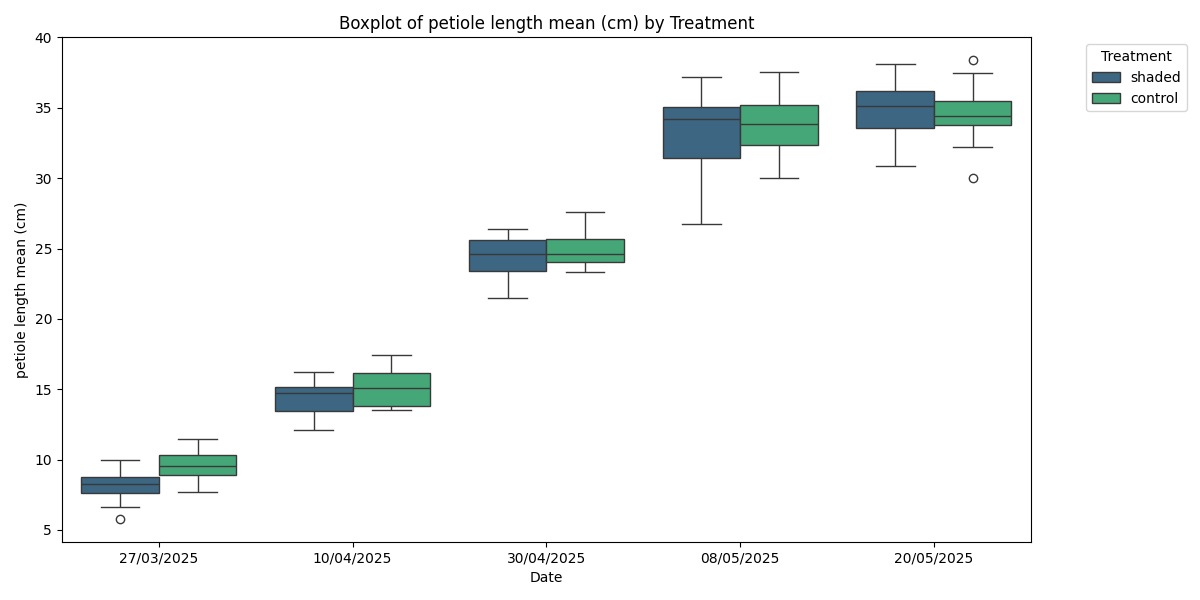 Boxplot of petiole length mean (cm) by Treatment
petiole length mean (cm)
40
35
30
25
20
15
10
5
27/03/2025
10/04/2025
30/04/2025
08/05/2025
20/05/2025
Date
Treatment
shaded
control